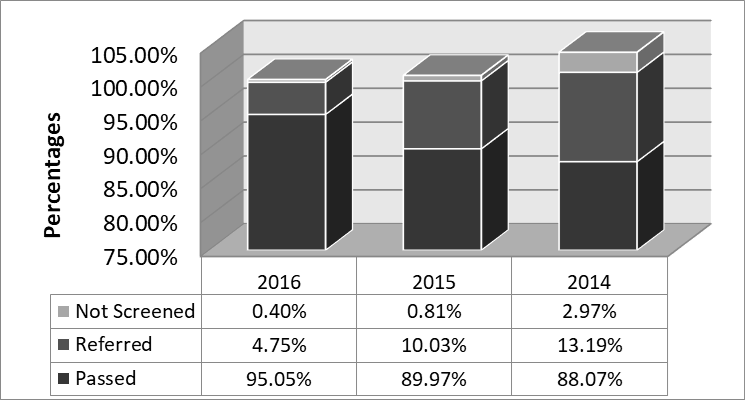 105.00%
100.00%
95.00%
90.00%
85.00%
80.00%
75.00%
Percentages
2016 2015 2014
Not Screened 0.40% 0.81% 2.97%
Referred 4.75% 10.03% 13.19%
Passed 95.05% 89.97% 88.07%